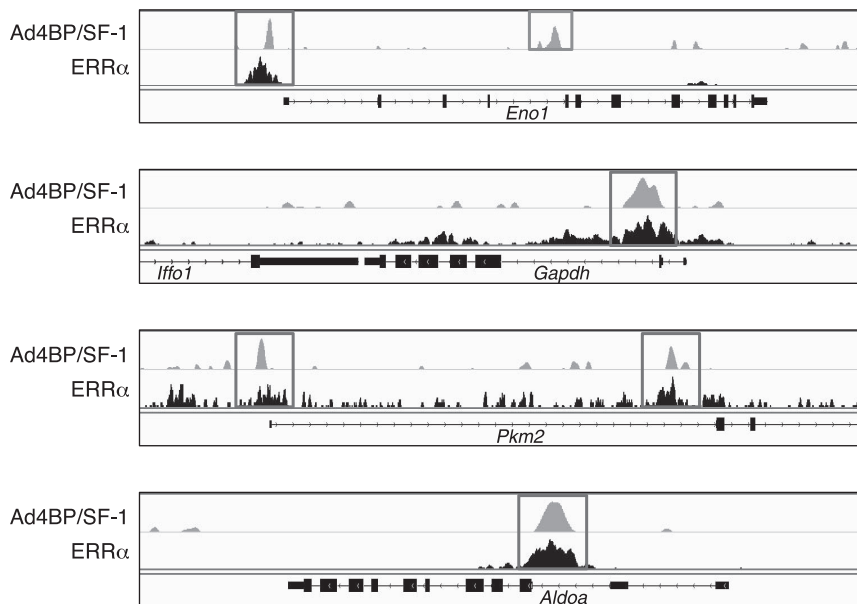 Ad4BP/SF-1
ERRα
Eno1
Ad4BP/SF-1
ERRα
Iffo1 Gapdh
Ad4BP/SF-1
ERRα
Pkm2
Ad4BP/SF-1
ERRα
Aldoa